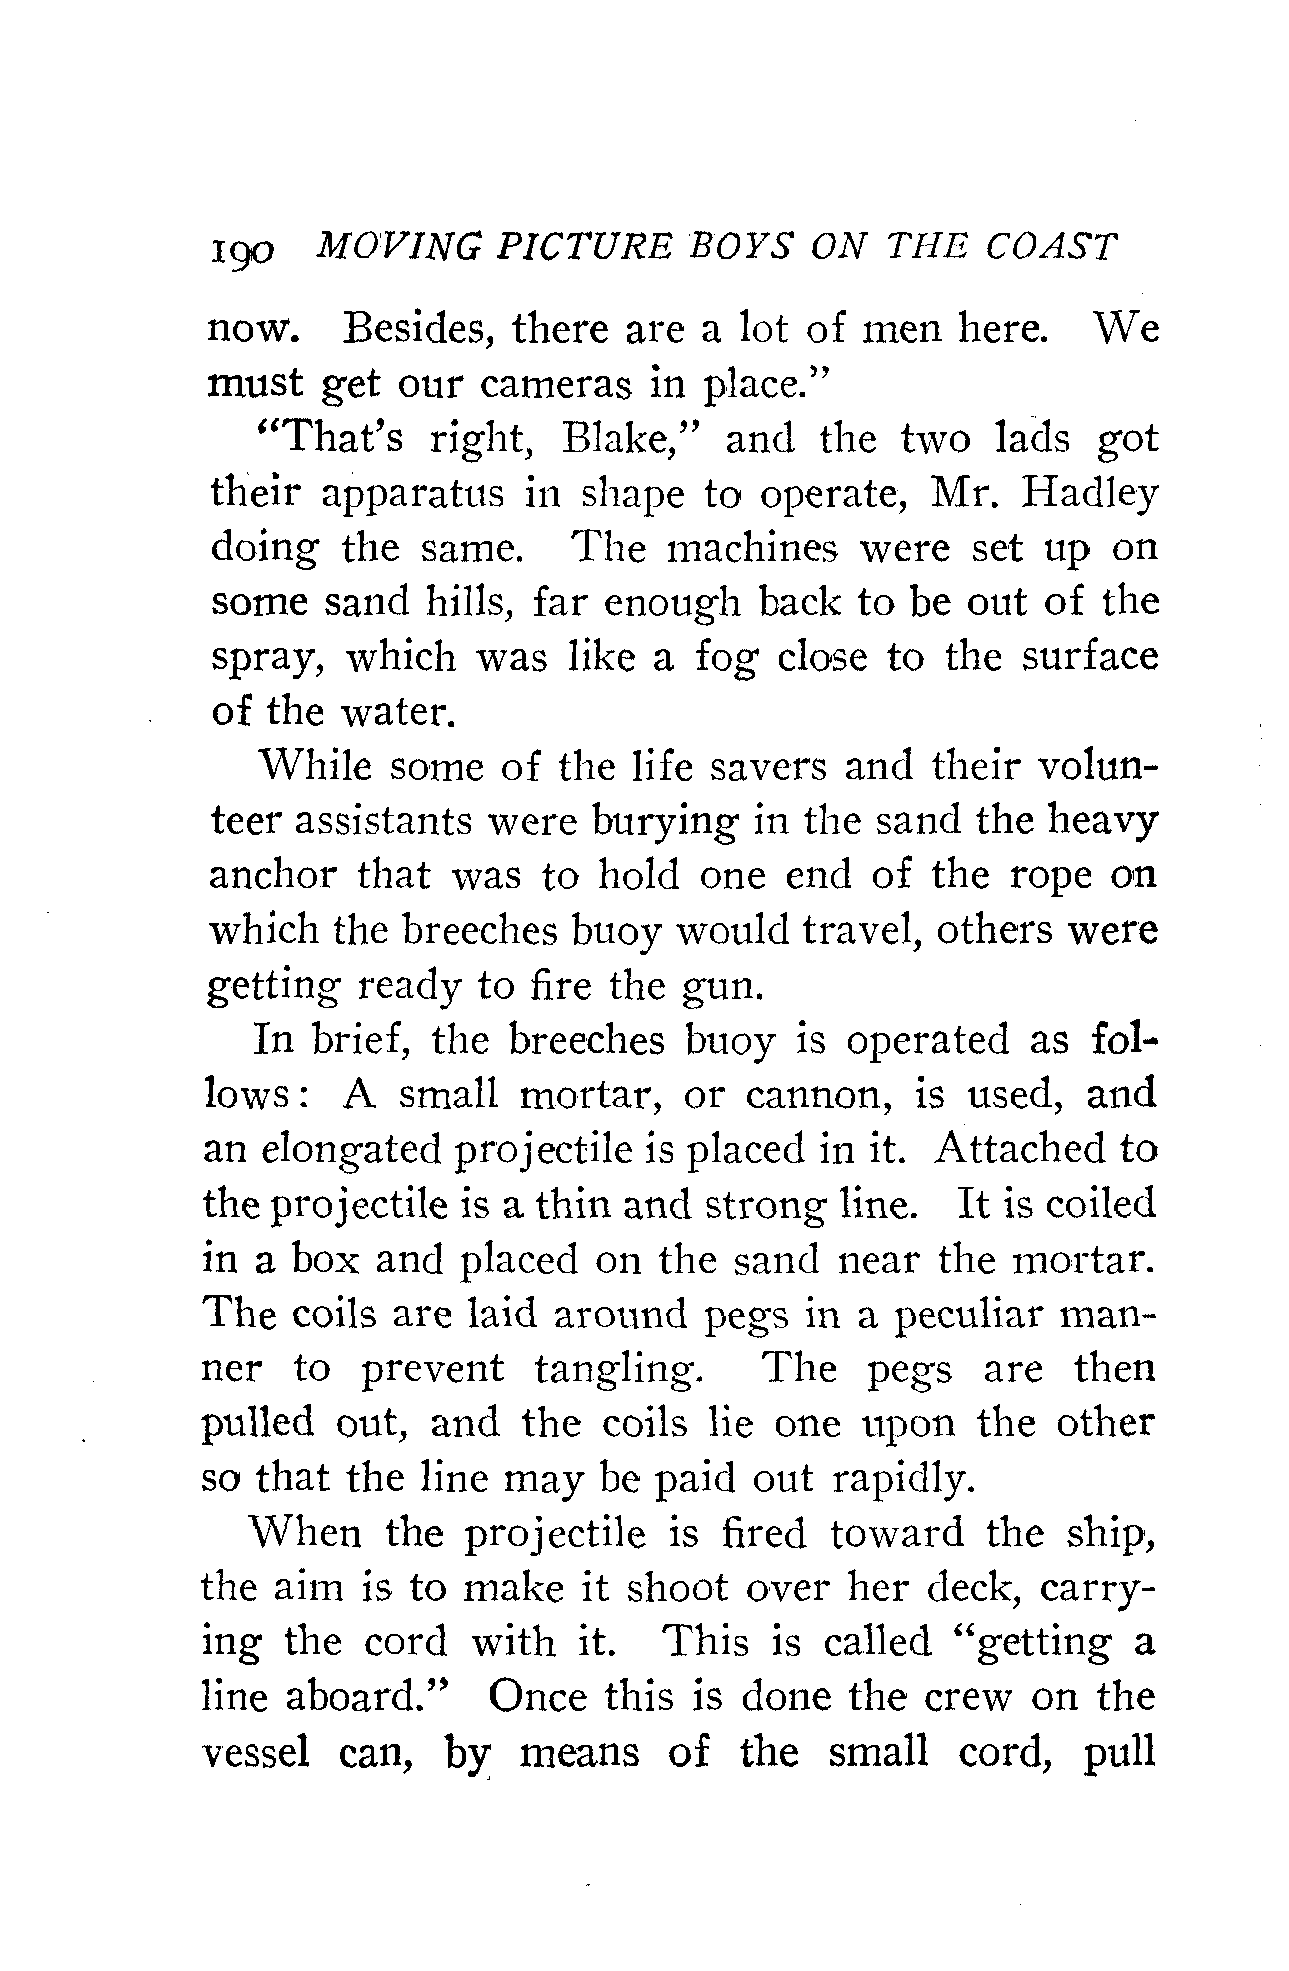 190 MOVING PICTURE BOYS ON THE COAST
now. Besides, there are a lot of men here. We
must get our cameras in place."
"That's right, Blake," and the two lads got
their apparatus in shape to operate, Mr. Hadley
doing the same. The machines were set up on
some sand hills, far enough back to be out of the
spray, which was like a fog close to the surface
of the water.
While some of the life savers and their volun-
teer assistants were burying in the sand the heavy
anchor that was to hold one end of the rope on
which the breeches buoy would travel, others were
getting ready to fire the gun.
In brief, the breeches buoy is operated as fol-
lows: A small mortar, or cannon, is used, and
an elongated projectile is placed in it. Attached to
the projectile is a thin and strong line. It is coiled
in a box and placed on the sand near the mortar.
The coils are laid around pegs in a peculiar man-
ner to prevent tangling. The pegs are then
pulled out, and the coils lie one upon the other
so that the line may be paid out rapidly.
When the projectile is fired toward the ship,
the aim is to make it shoot over her deck, carry-
ing the cord with it. This is called "getting a
line aboard." Once this is done the crew on the
vessel can, by means of the small cord, pull